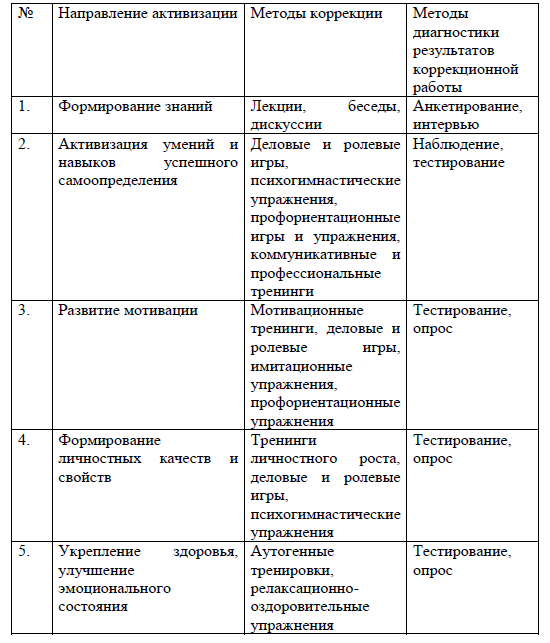 № Направление активизации Методы коррекции Методы
диагностики
результатов
коррекционной
работы
1. Формирование знаний Лекции, беседы, Анкетирование,
дискуссии интервью
2. Активизация умений и Деловые и ролевые Наблюдение,
навыков успешного игры, тестирование
самоопределения психогимнастические
упражнения,
профориентационные
игры и упражнения,
коммуникативные и
профессиональные
тренинги
3. Развитие мотивации Мотивационные Тестирование,
тренинги, деловые и опрос
ролевые игры,
имитационные
упражнения,
профориентационные
упражнения
4. Формирование Тренинги Тестирование,
личностных качеств и личностного роста, опрос
свойств деловые и ролевые
игры,
психогимнастические
упражнения
5. Укрепление здоровья, Аутогенные Тестирование,
улучшение тренировки, опрос
эмоционального релаксационно-
состояния оздоровительные
упражнения